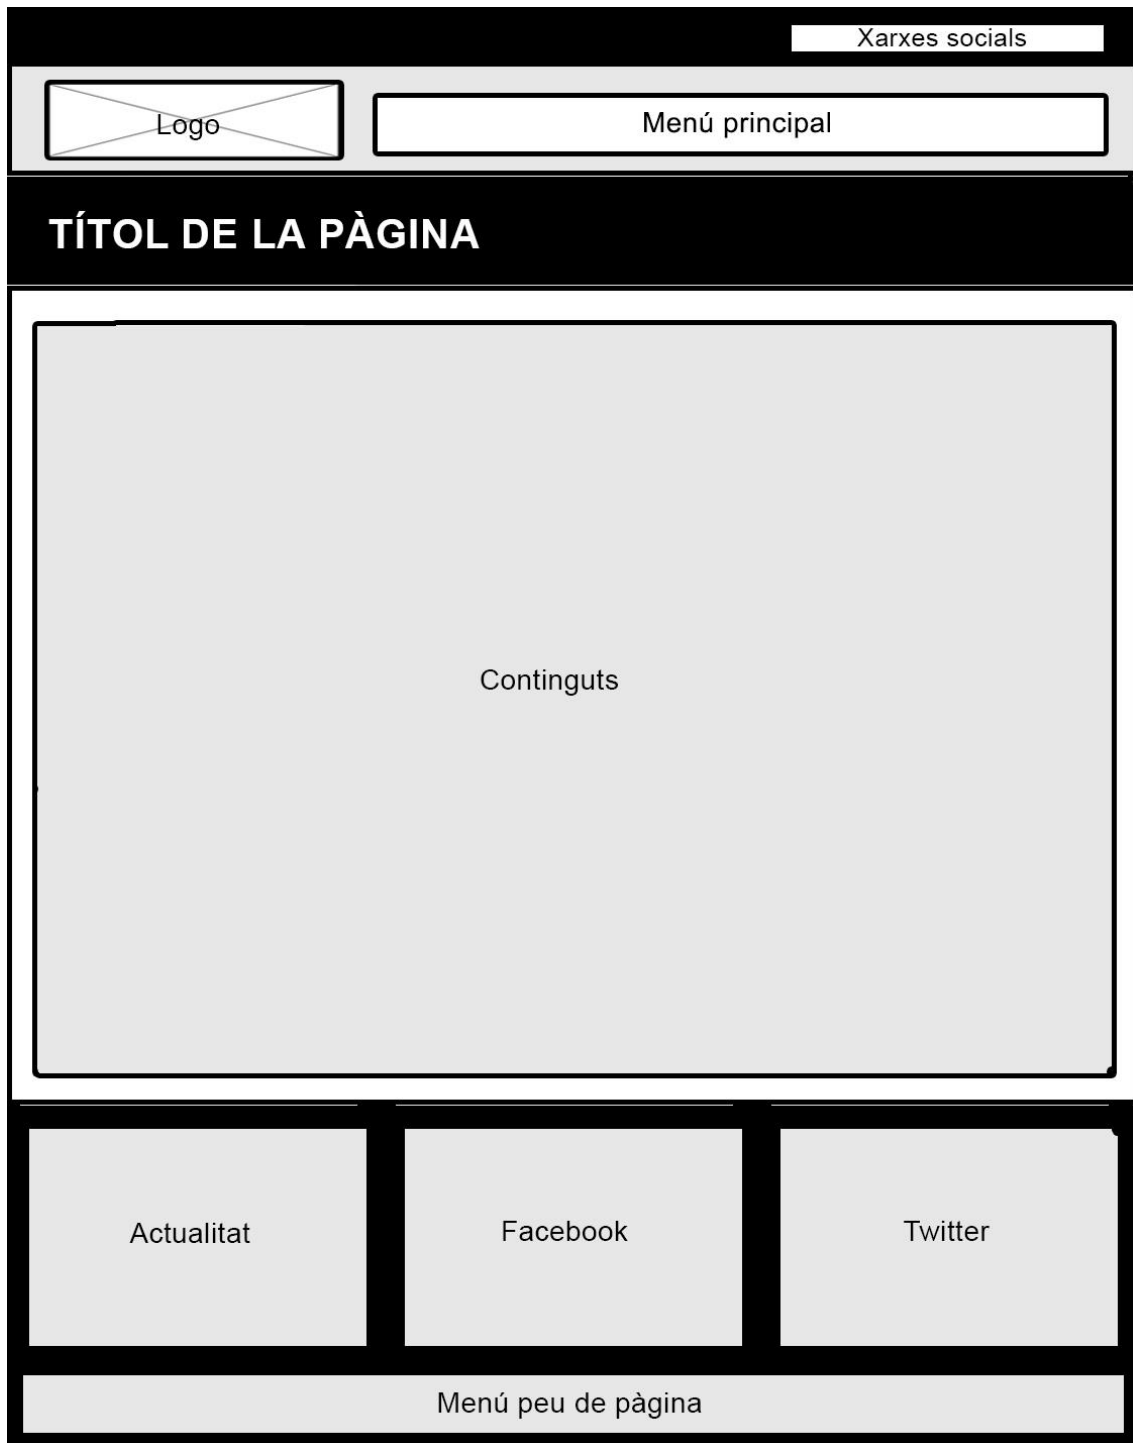 Xarxes socials
Logo
Menú principal
TÍTOL DE LA PÀGINA
Continguts
Actualitat
Facebook
Twitter
Menú peu de pàgina